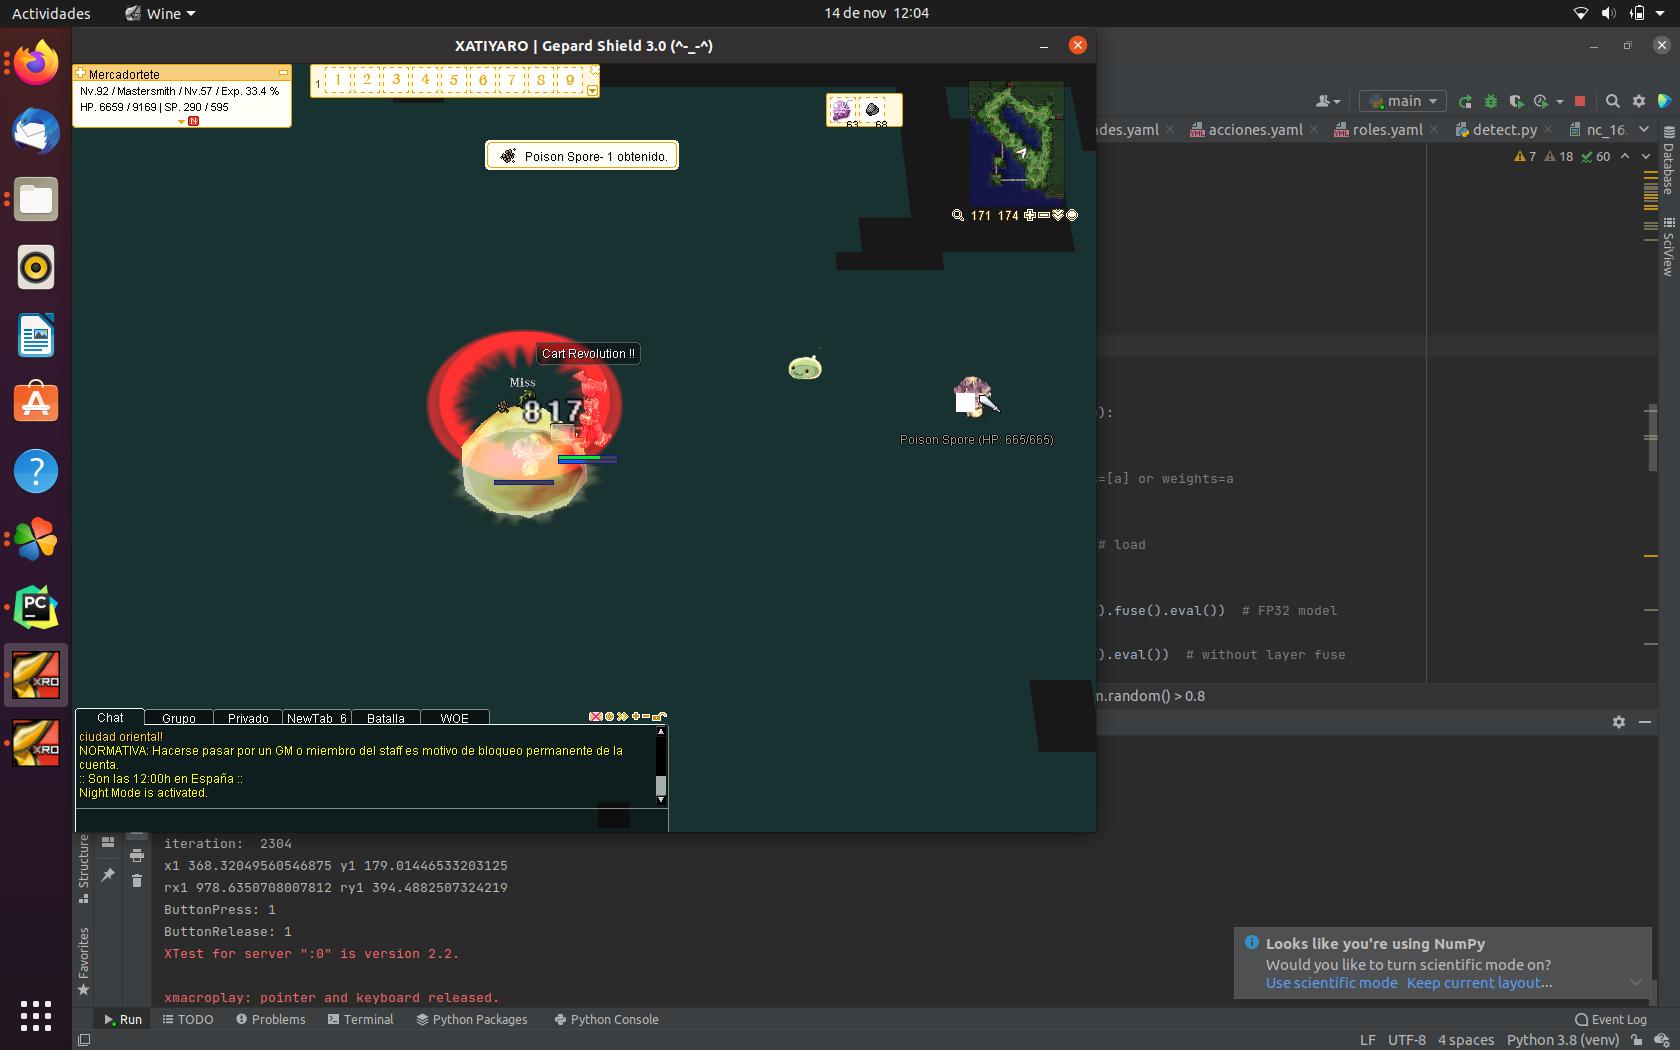 Actividades
Wine
14 de nov 12:04
XATIYARO | Gepard Shield 3.0 (^-_-^)
Mercadortete
Nv.92 / Mastersmith / Nv.57 / Exp. 33.4 %
HP. 6659 / 9169 | SP. 290 / 595
N
1
1 2 3 4 5 6 7 8 9
63 68
Poison Spore- 1 obtenido.
171 174
Cart Revolution !!
Miss
817
Poison Spore (HP: 665/665)
Chat
Grupo
Privado
NewTab_6
Batalla
WOE
ciudad oriental!
NORMATIVA: Hacerse pasar por un GM o miembro del staff es motivo de bloqueo permanente de la
cuenta.
:: Son las 12:00h en España ::
Night Mode is activated.
main
des.yaml
acciones.yaml
roles.yaml
detect.py
nc_16.
7 18 60
Database
SciView
):
=[a] or weights=a
# load
).fuse().eval()) # FP32 model
).eval()) # without layer fuse
m.random() > 0.8
PC
XRO
XRO
Structure
Favorites
iteration: 2304
x1 368.32049560546875 y1 179.01446533203125
rx1 978.6350708007812 ry1 394.4882507324219
ButtonPress: 1
ButtonRelease: 1
XTest for server ":0" is version 2.2.
xmacroplay: pointer and keyboard released.
Looks like you're using NumPy
Would you like to turn scientific mode on?
Use scientific mode Keep current layout...
Run
TODO
Problems
Terminal
Python Packages
Python Console
Event Log
LF UTF-8 4 spaces Python 3.8 (venv)